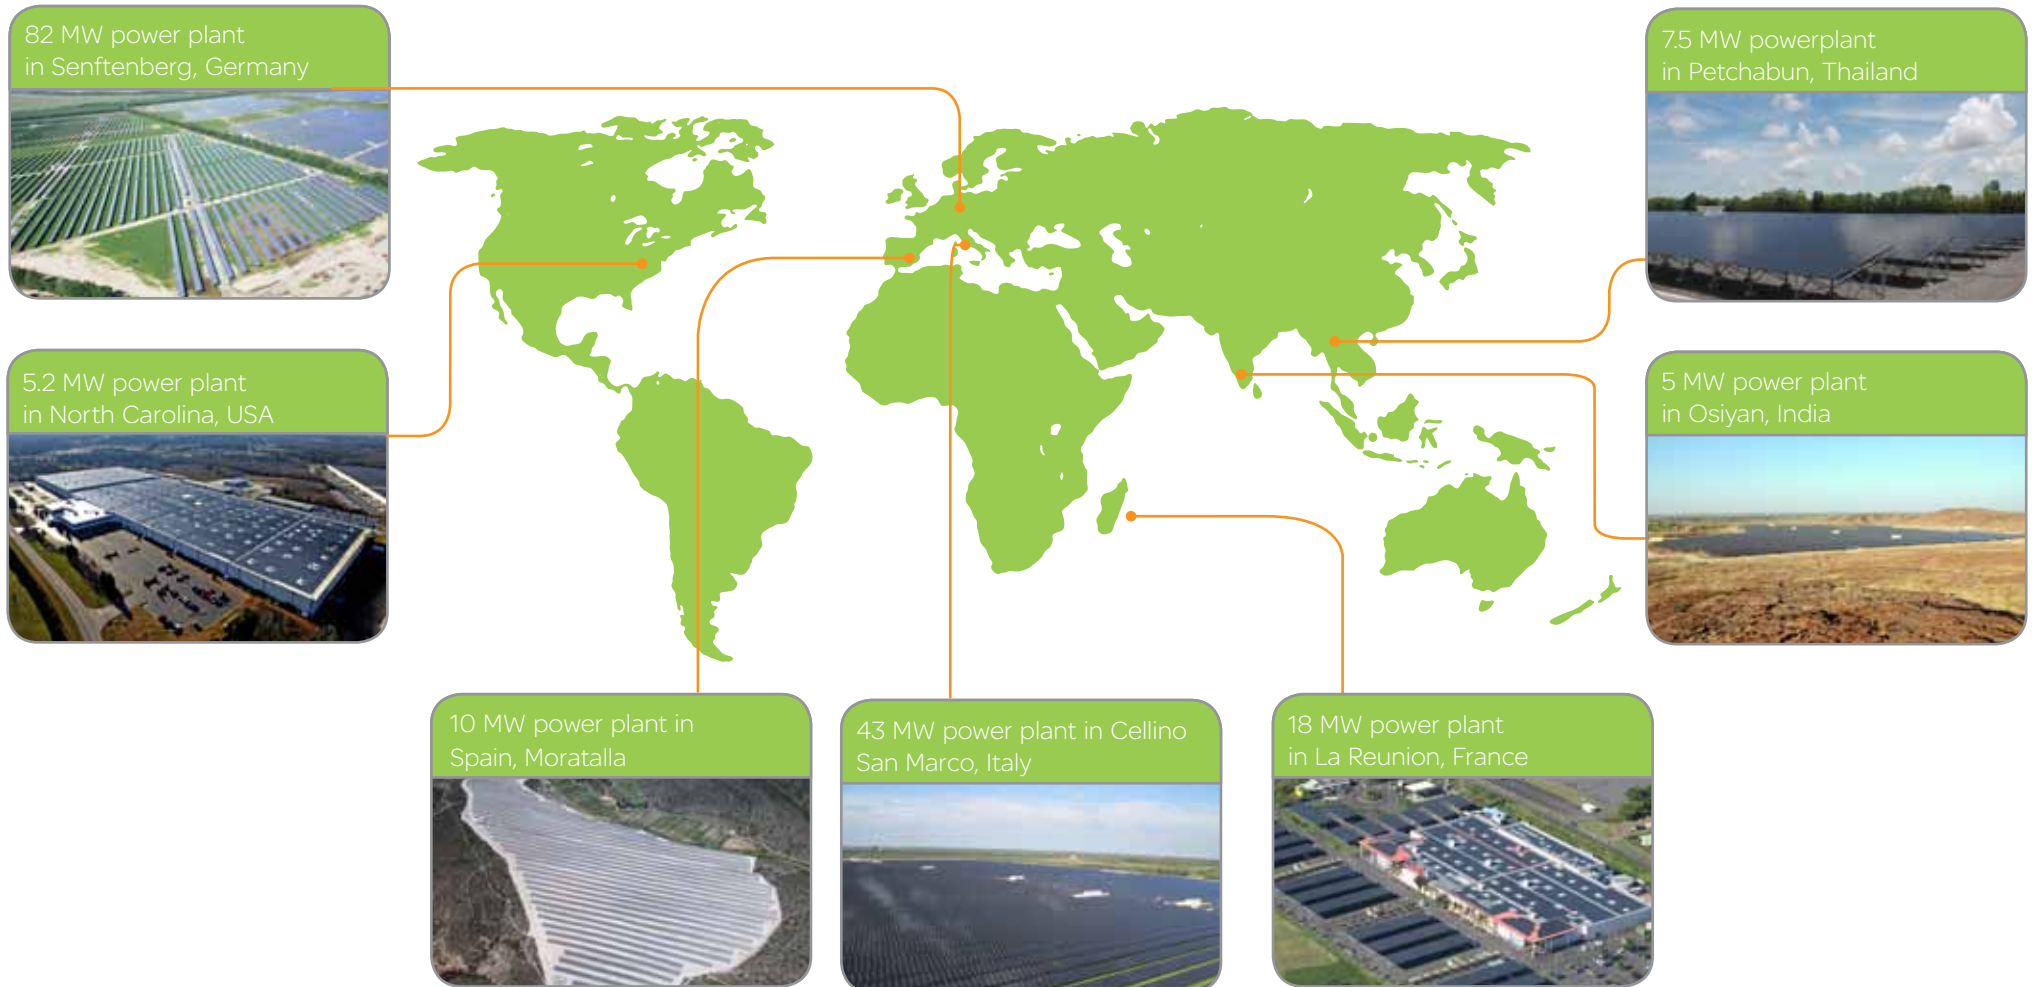 82 MW power plant
in Senftenberg, Germany
7.5 MW powerplant
in Petchabun, Thailand
5.2 MW power plant
in North Carolina, USA
5 MW power plant
in Osiyan, India
10 MW power plant in
Spain, Moratalla
43 MW power plant in Cellino
San Marco, Italy
18 MW power plant
in La Reunion, France